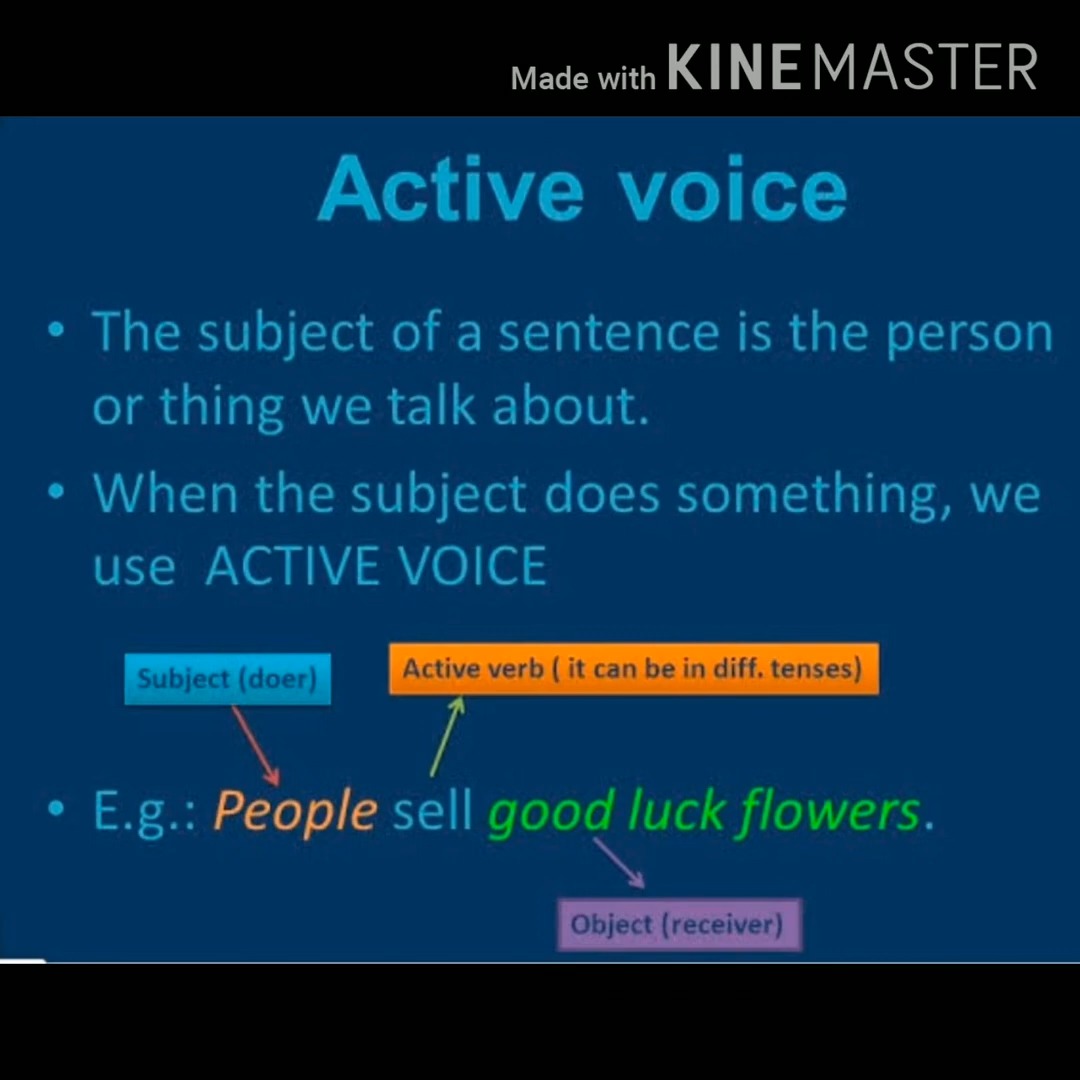 Made with KINEMASTER
Active voice
• The subject of a sentence is the person
or thing we talk about.
• When the subject does something, we
use ACTIVE VOICE
Subject (doer)
Active verb ( it can be in diff. tenses)
• E.g.: People sell good luck flowers.
Object (receiver)